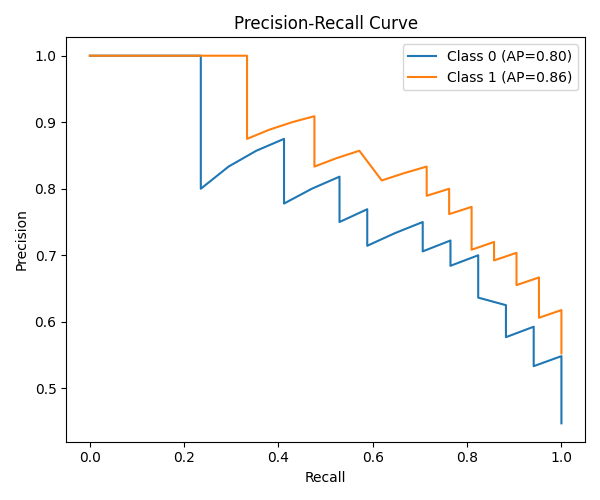 Precision-Recall Curve
Class 0 (AP=0.80)
Class 1 (AP=0.86)
Precision
1.0
0.9
0.8
0.7
0.6
0.5
0.0 0.2 0.4 0.6 0.8 1.0
Recall